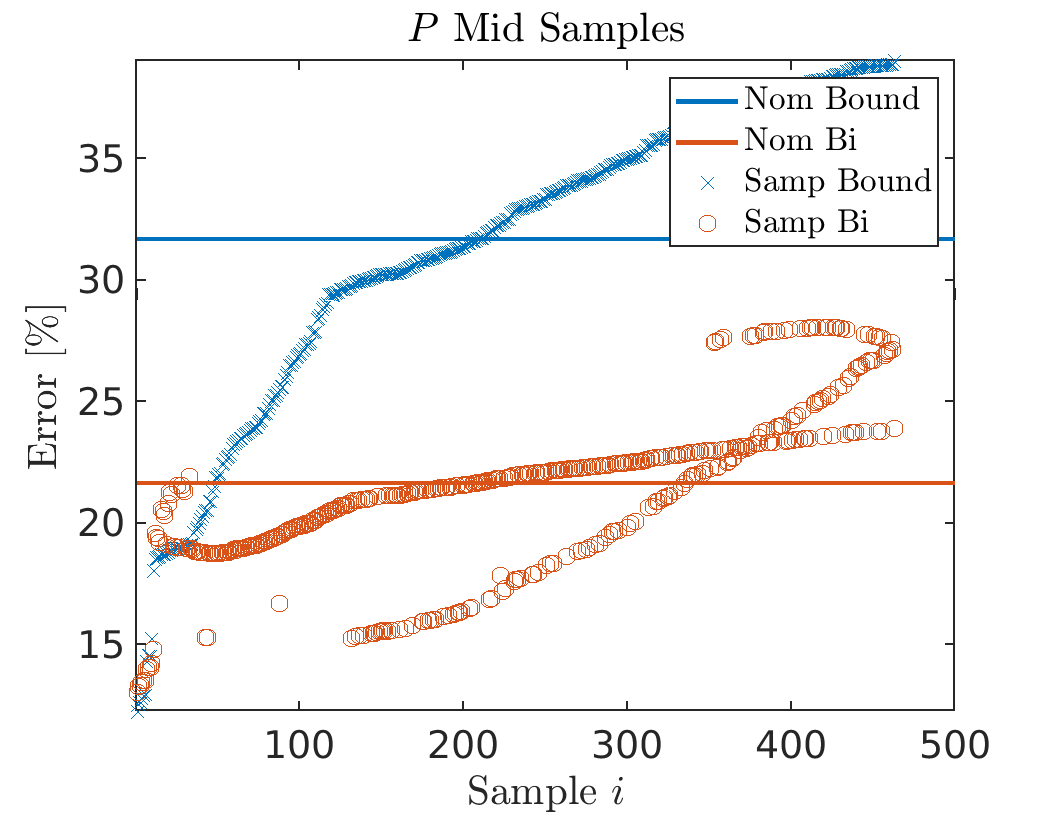 P Mid Samples
Nom Bound
Nom Bi
Samp Bound
Samp Bi
35
30
25
20
15
Error [%]
100 200 300 400 500
Sample i